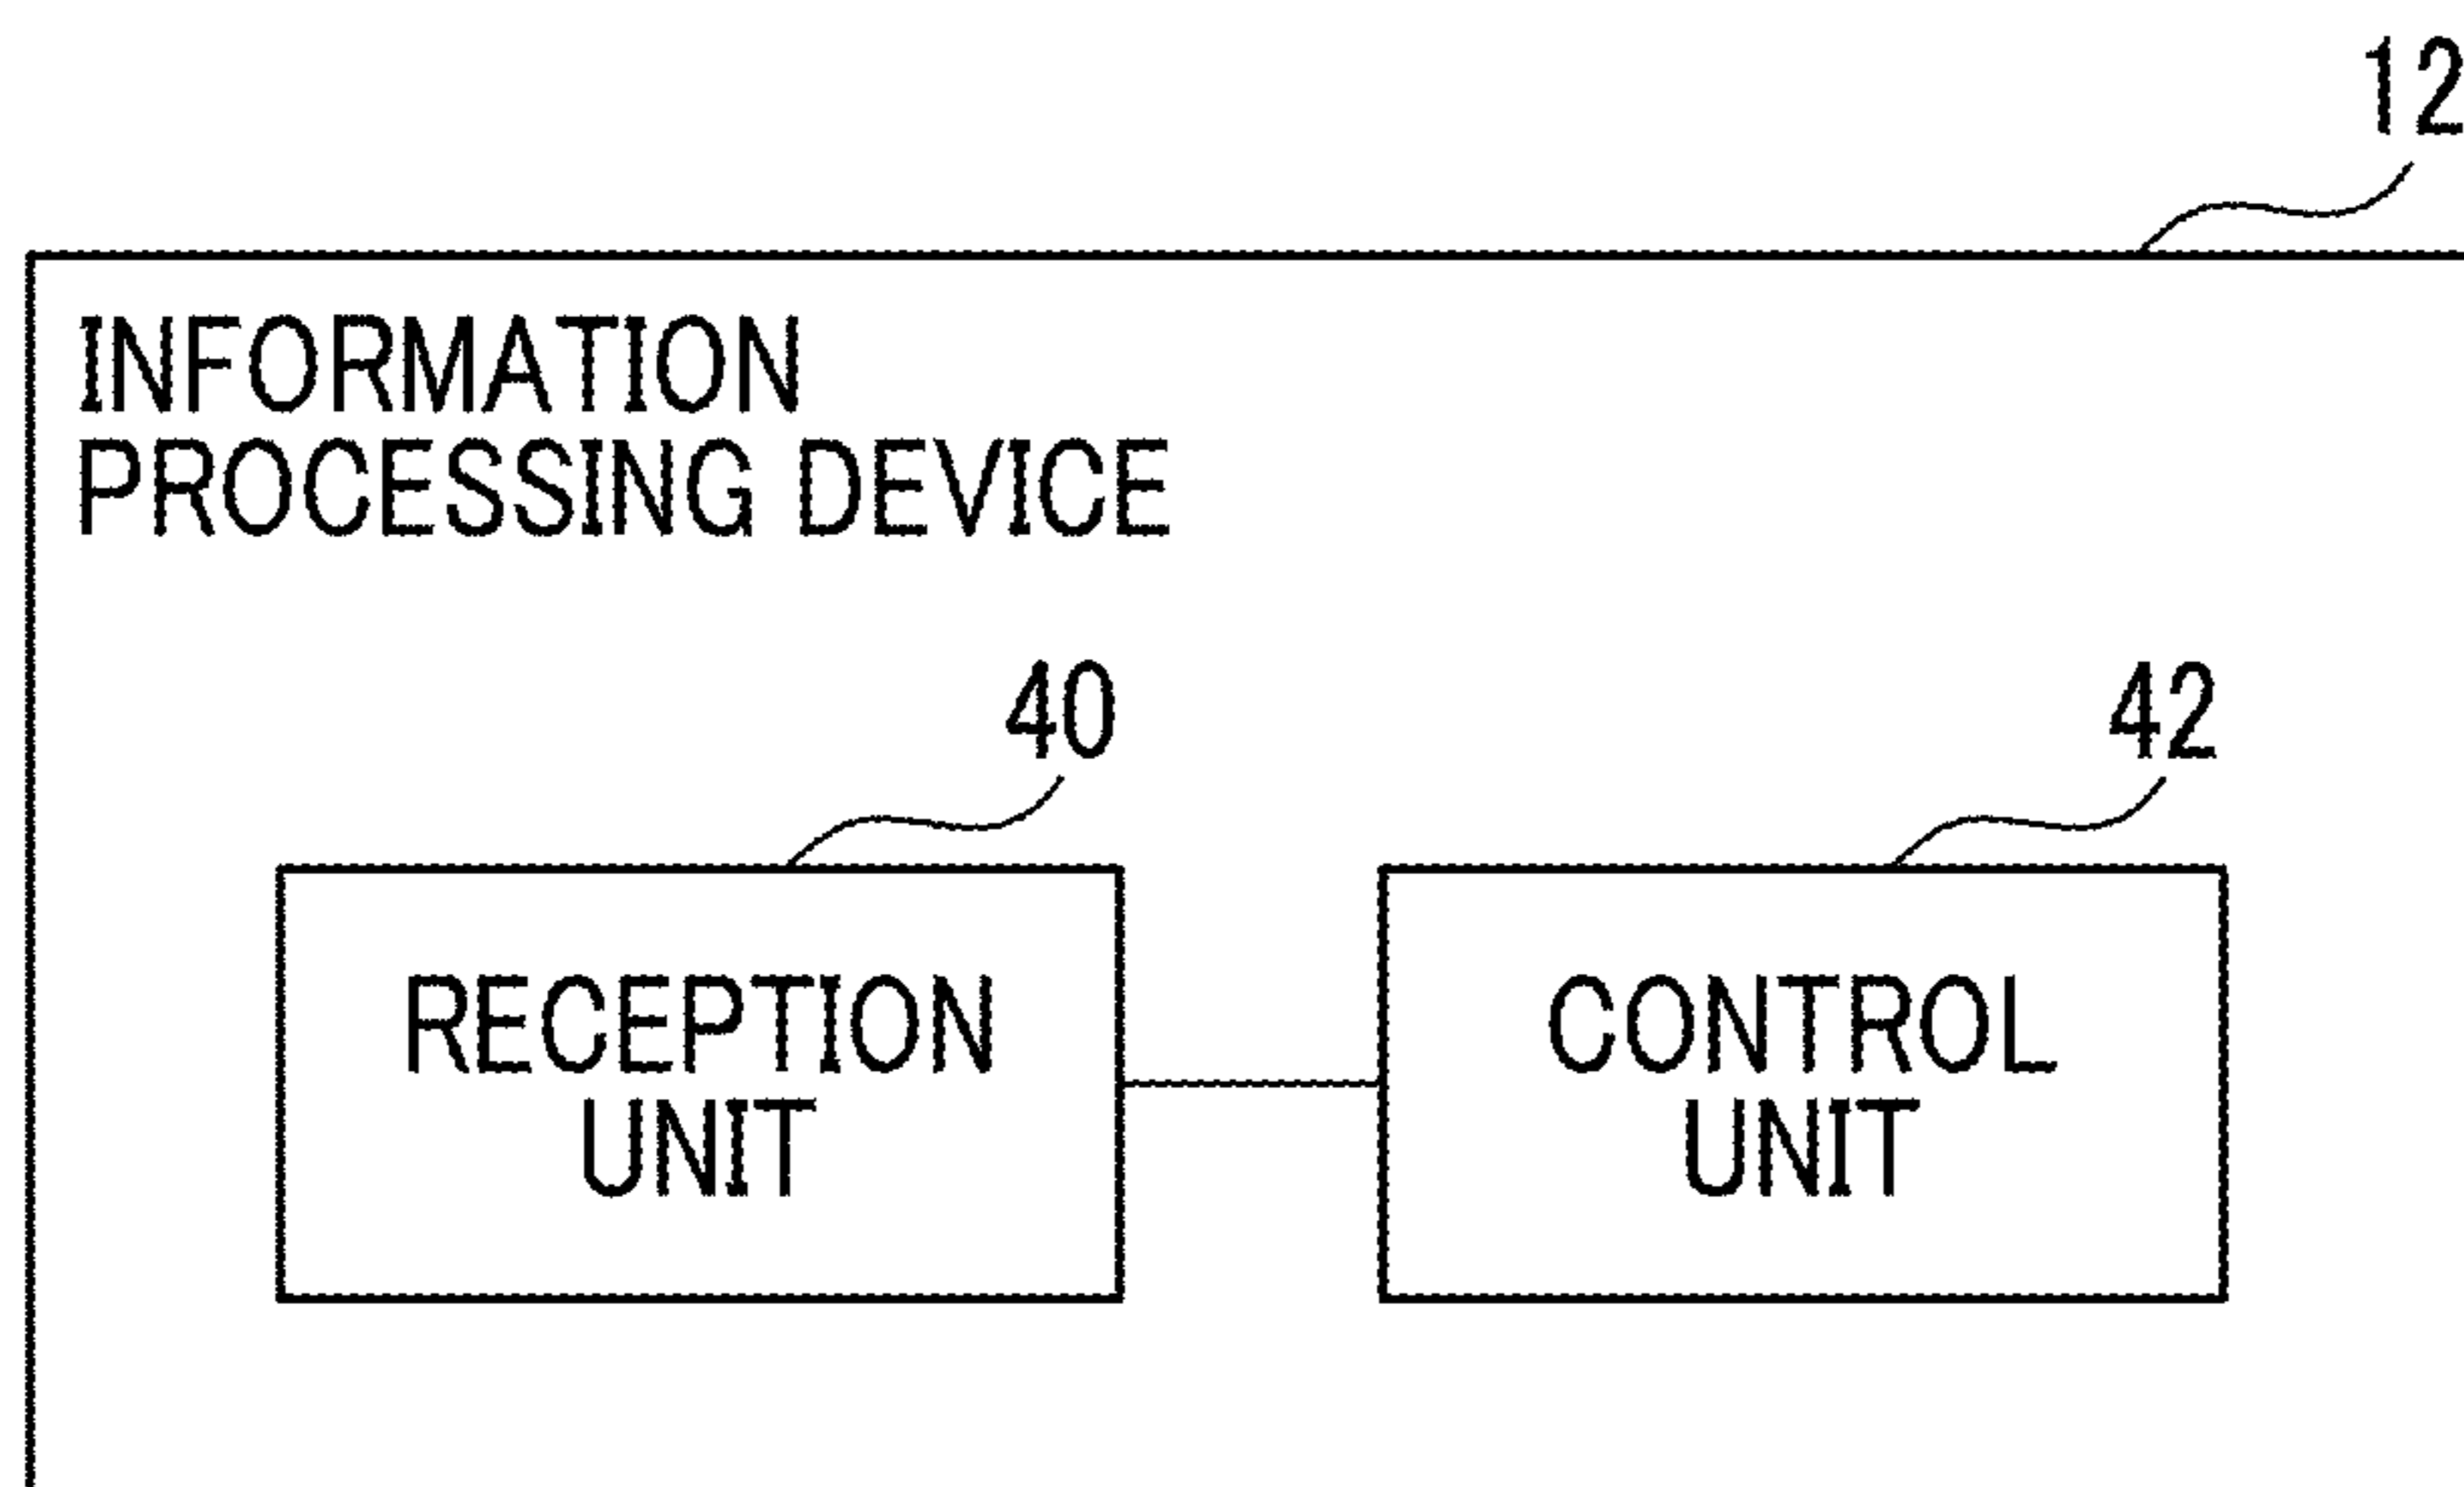 12
INFORMATION
PROCESSING DEVICE
40
42
RECEPTION
UNIT
CONTROL
UNIT